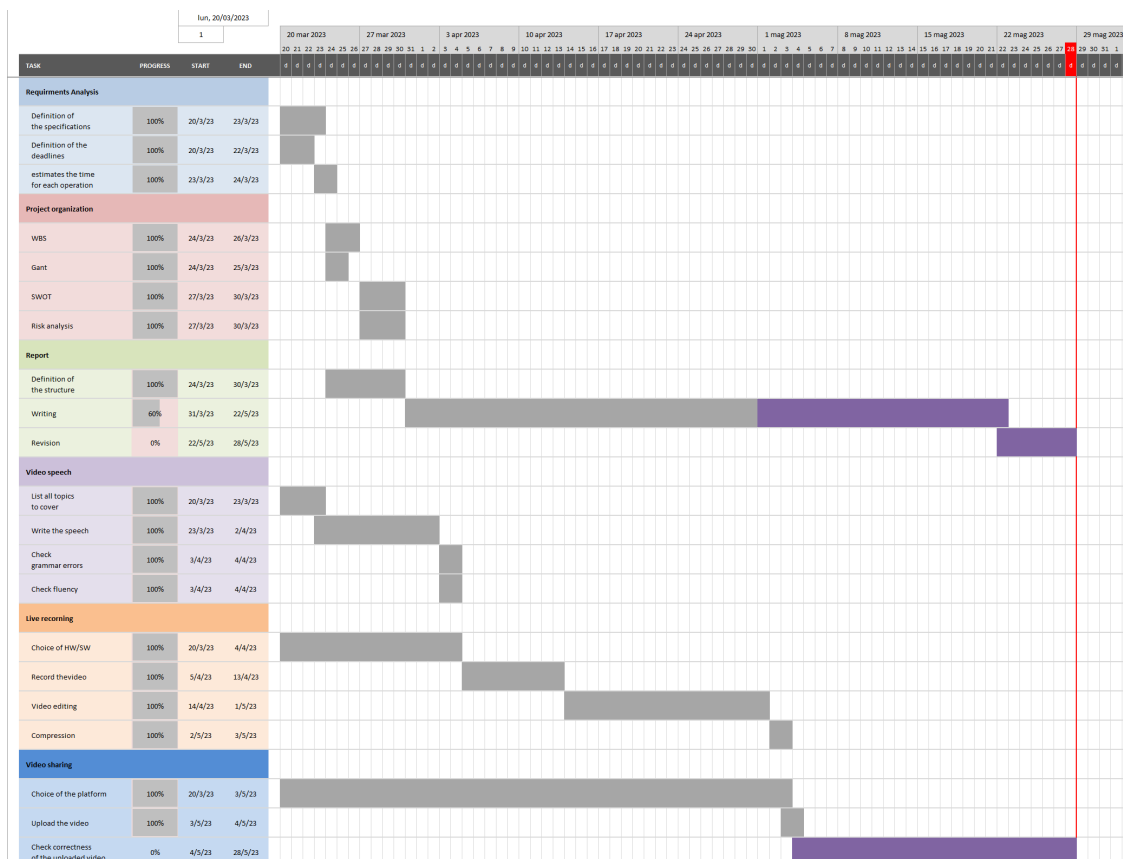 lun, 20/03/2023
1
20 mar 2023 27 mar 2023 3 apr 2023 10 apr 2023 17 apr 2023 24 apr 2023 1 mag 2023 8 mag 2023 15 mag 2023 22 mag 2023 29 mag 2023
20 21 22 23 24 25 26 27 28 29 30 31 1 2 3 4 5 6 7 8 9 10 11 12 13 14 15 16 17 18 19 20 21 22 23 24 25 26 27 28 29 30 1 2 3 4 5 6 7 8 9 10 11 12 13 14 15 16 17 18 19 20 21 22 23 24 25 26 27 28 29 30 31 1
TASK PROGRESS START END d d d d d d d d d d d d d d d d d d d d d d d d d d d d d d d d d d d d d d d d d d d d d d d d d d d d d d d d d d d d d d d d d d d d d d d d d d
Requirments Analysis
Definition of
the specifications 100% 20/3/23 23/3/23
Definition of the
deadlines 100% 20/3/23 22/3/23
estimates the time
for each operation 100% 23/3/23 24/3/23
Project organization
WBS 100% 24/3/23 26/3/23
Gant 100% 24/3/23 25/3/23
SWOT 100% 27/3/23 30/3/23
Risk analysis 100% 27/3/23 30/3/23
Report
Definition of
the structure 100% 24/3/23 30/3/23
Writing 60% 31/3/23 22/5/23
Revision 0% 22/5/23 28/5/23
Video speech
List all topics
to cover 100% 20/3/23 23/3/23
Write the speech 100% 23/3/23 2/4/23
Check
grammar errors 100% 3/4/23 4/4/23
Check fluency 100% 3/4/23 4/4/23
Live recorning
Choice of HW/SW 100% 20/3/23 4/4/23
Record thevideo 100% 5/4/23 13/4/23
Video editing 100% 14/4/23 1/5/23
Compression 100% 2/5/23 3/5/23
Video sharing
Choice of the platform 100% 20/3/23 3/5/23
Upload the video 100% 3/5/23 4/5/23
Check correctness
of the uploaded video 0% 4/5/23 28/5/23